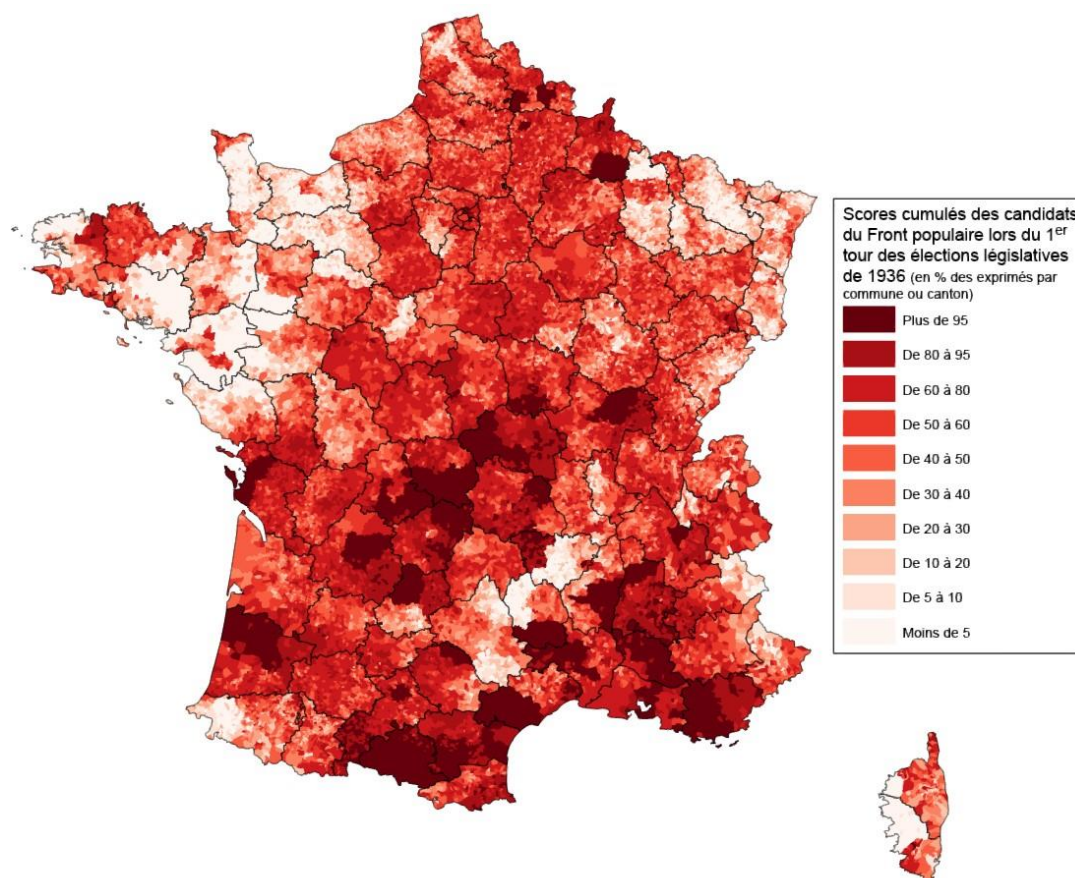 Scores cumulés des candidats
du Front populaire lors du 1er
tour des élections législatives
de 1936 (en % des exprimés par
commune ou canton)
Plus de 95
De 80 à 95
De 60 à 80
De 50 à 60
De 40 à 50
De 30 à 40
De 20 à 30
De 10 à 20
De 5 à 10
Moins de 5